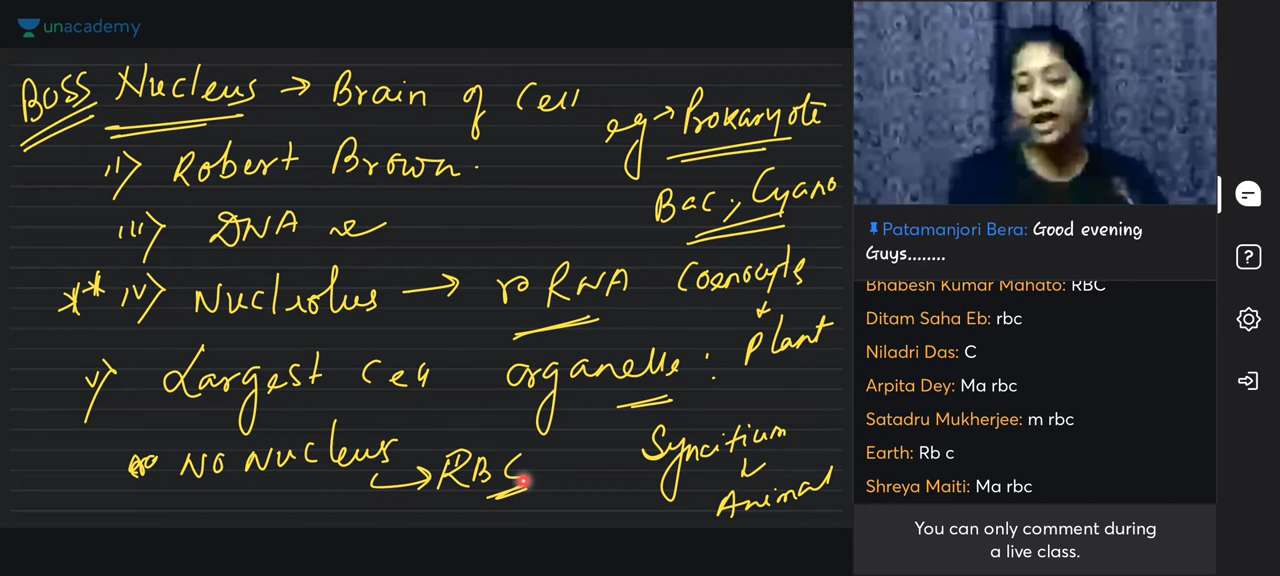 unacademy
BOSS Nucleus → Brain of Cell
ii) Robert Brown.
iii) DNA
** iv) Nucleolus → rRNA
v) Largest cell organelle :
NO NUCLEUS
→ RBC
eg → Prokaryote
Bac, Cyano
Coenocyte
↓
Plant
Syncitium
↓
Animal
Patamanjori Bera: Good evening
Guys........
Bhabesh Kumar Mahato: RBC
Ditam Saha Eb: rbc
Niladri Das: C
Arpita Dey: Ma rbc
Satadru Mukherjee: m rbc
Earth: Rb c
Shreya Maiti: Ma rbc
You can only comment during
a live class.
?